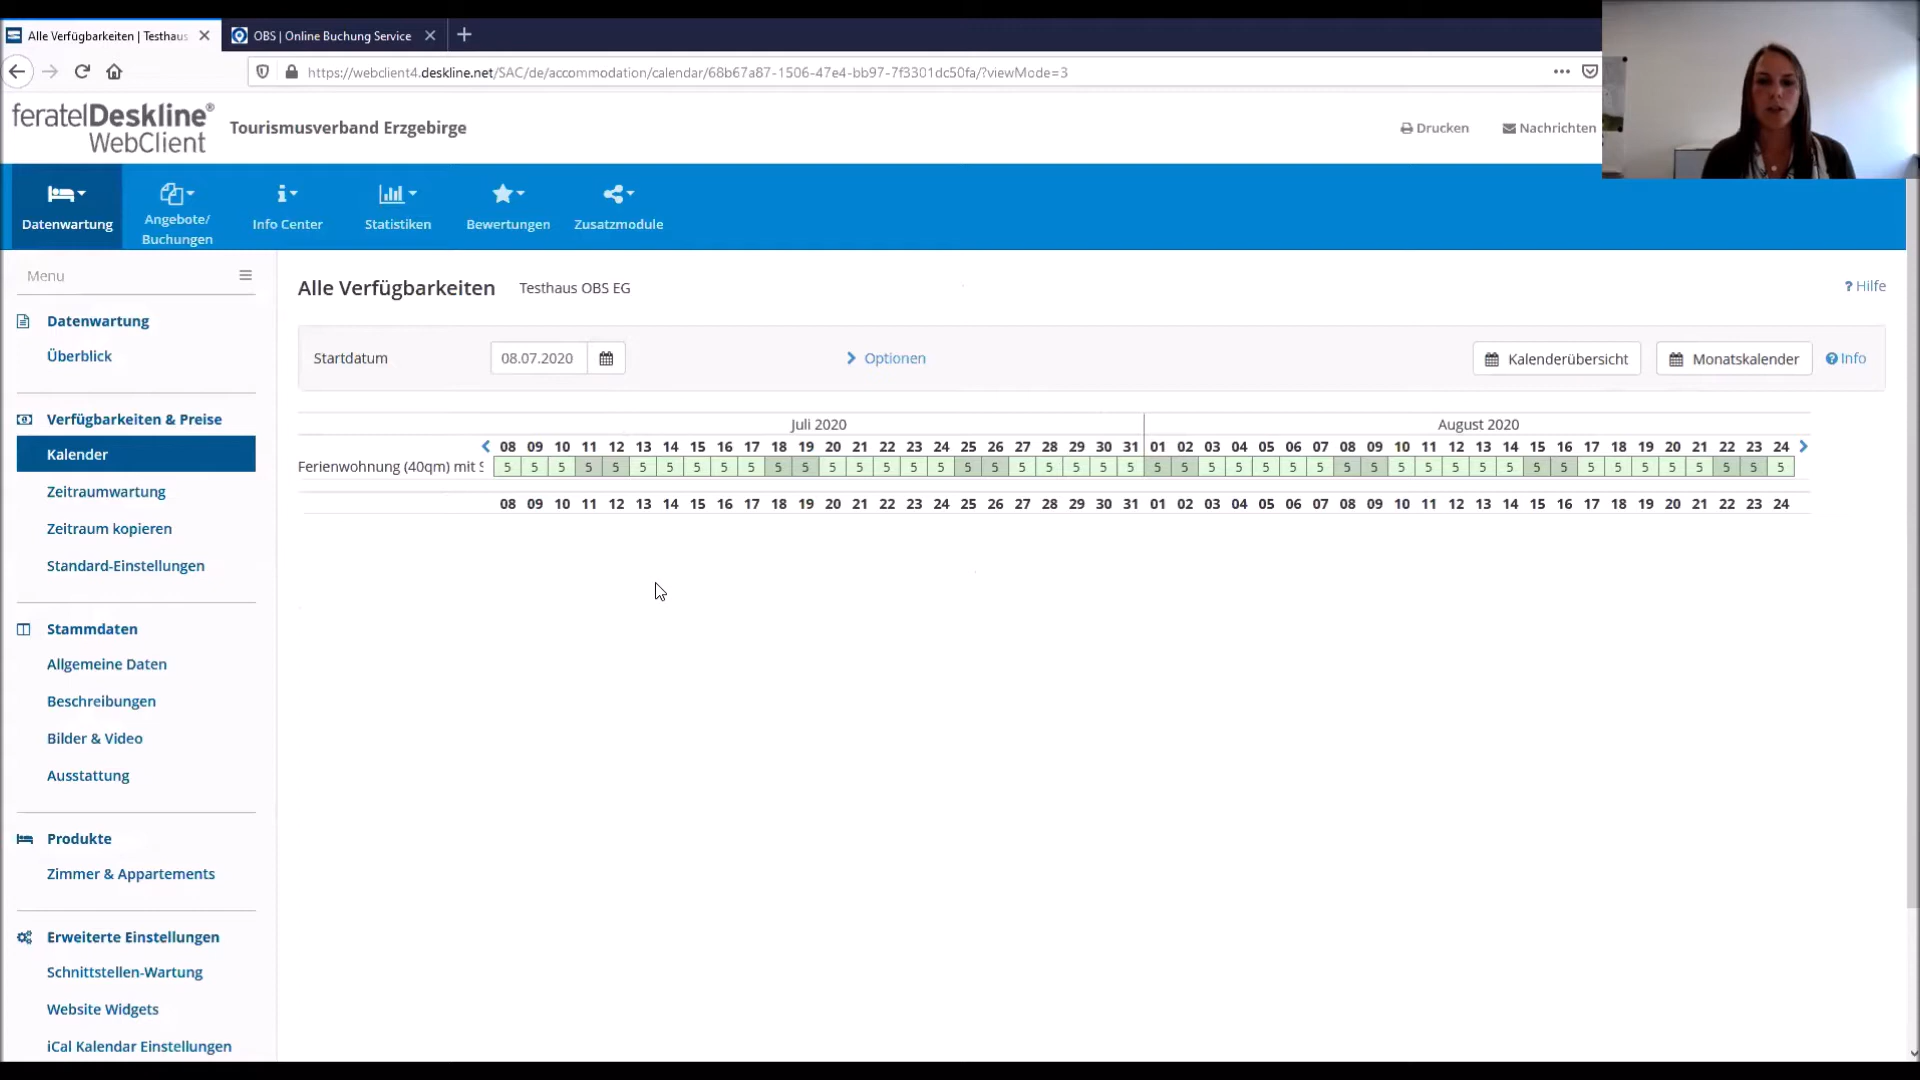 Alle Verfügbarkeiten | Testhaus
OBS | Online Buchung Service
https://webclient4.deskline.net/SAC/de/accommodation/calendar/68b67a87-1506-47e4-bb97-7f3301dc50fa/?viewMode=3
feratelDeskline®
WebClient
Tourismusverband Erzgebirge
Drucken
Nachrichten
Datenwartung
Angebote/
Buchungen
Info Center
Statistiken
Bewertungen
Zusatzmodule
Menu
Datenwartung
Überblick
Verfügbarkeiten & Preise
Kalender
Zeitraumwartung
Zeitraum kopieren
Standard-Einstellungen
Stammdaten
Allgemeine Daten
Beschreibungen
Bilder & Video
Ausstattung
Produkte
Zimmer & Appartements
Erweiterte Einstellungen
Schnittstellen-Wartung
Website Widgets
iCal Kalendar Einstellungen
Alle Verfügbarkeiten Testhaus OBS EG
? Hilfe
Startdatum 08.07.2020 Optionen Kalenderübersicht Monatskalender Info
Juli 2020 August 2020
08 09 10 11 12 13 14 15 16 17 18 19 20 21 22 23 24 25 26 27 28 29 30 31 01 02 03 04 05 06 07 08 09 10 11 12 13 14 15 16 17 18 19 20 21 22 23 24
Ferienwohnung (40qm) mit S 5 5 5 5 5 5 5 5 5 5 5 5 5 5 5 5 5 5 5 5 5 5 5 5 5 5 5 5 5 5 5 5 5 5 5 5 5 5 5 5 5 5 5 5 5 5 5 5
08 09 10 11 12 13 14 15 16 17 18 19 20 21 22 23 24 25 26 27 28 29 30 31 01 02 03 04 05 06 07 08 09 10 11 12 13 14 15 16 17 18 19 20 21 22 23 24